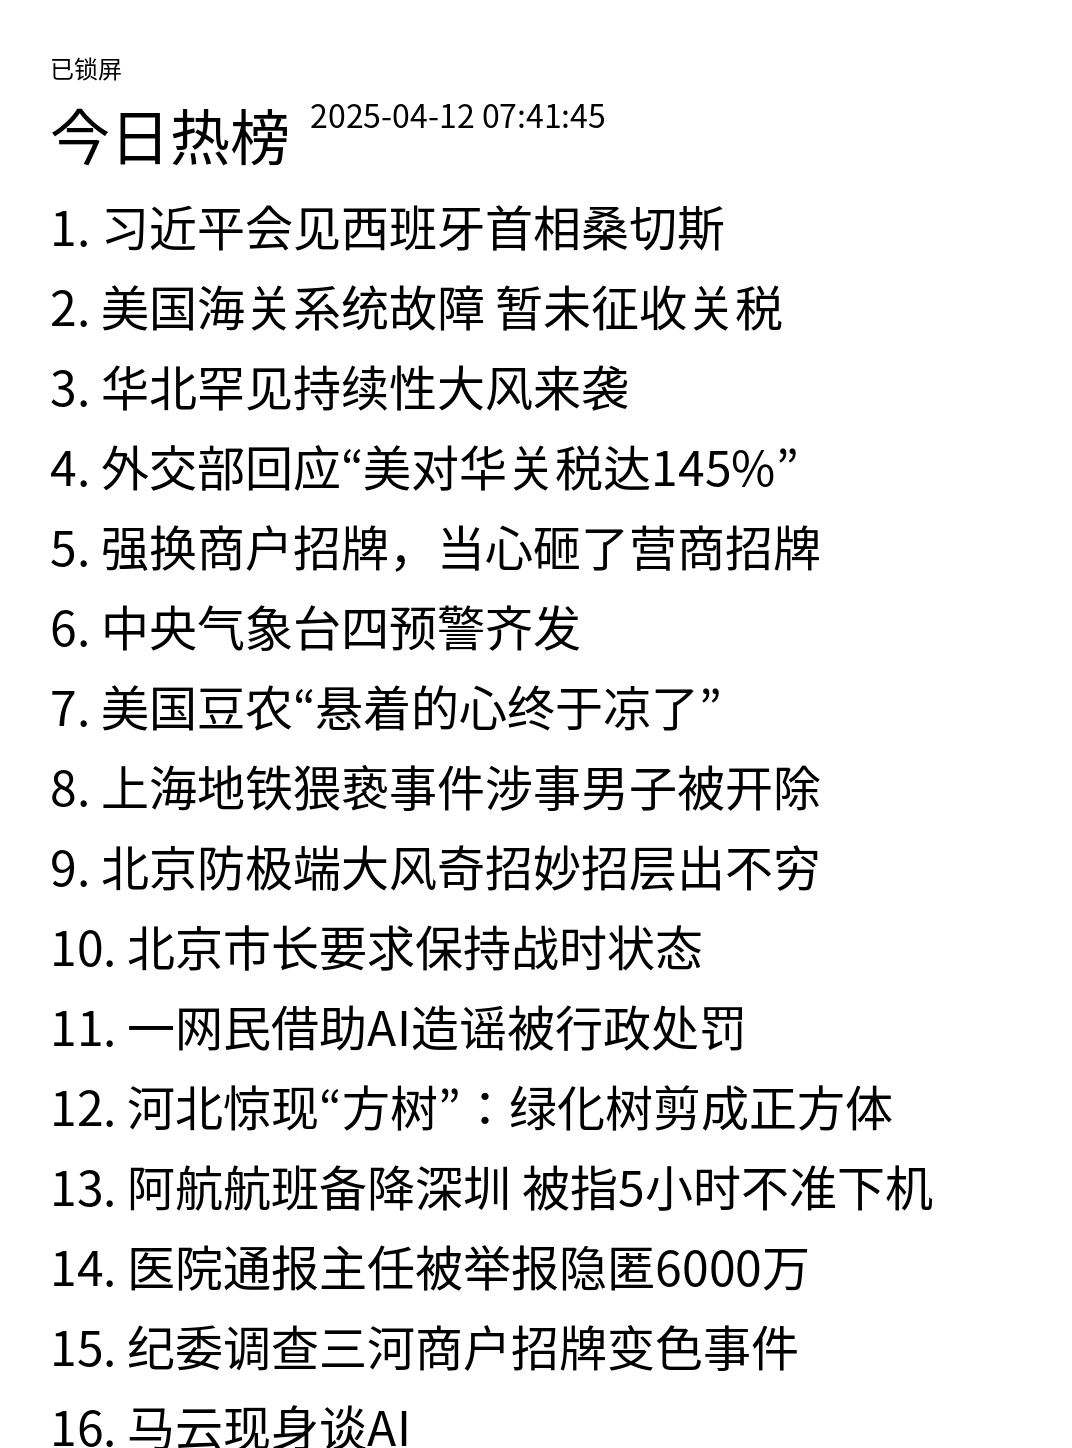 已锁屏
今日热榜 2025-04-12 07:41:45
1. 习近平会见西班牙首相桑切斯
2. 美国海关系统故障 暂未征收关税
3. 华北罕见持续性大风来袭
4. 外交部回应“美对华关税达145%”
5. 强换商户招牌，当心砸了营商招牌
6. 中央气象台四预警齐发
7. 美国豆农“悬着的心终于凉了”
8. 上海地铁猥亵事件涉事男子被开除
9. 北京防极端大风奇招妙招层出不穷
10. 北京市长要求保持战时状态
11. 一网民借助AI造谣被行政处罚
12. 河北惊现“方树”：绿化树剪成正方体
13. 阿航航班备降深圳 被指5小时不准下机
14. 医院通报主任被举报隐匿6000万
15. 纪委调查三河商户招牌变色事件
16. 马云现身谈AI